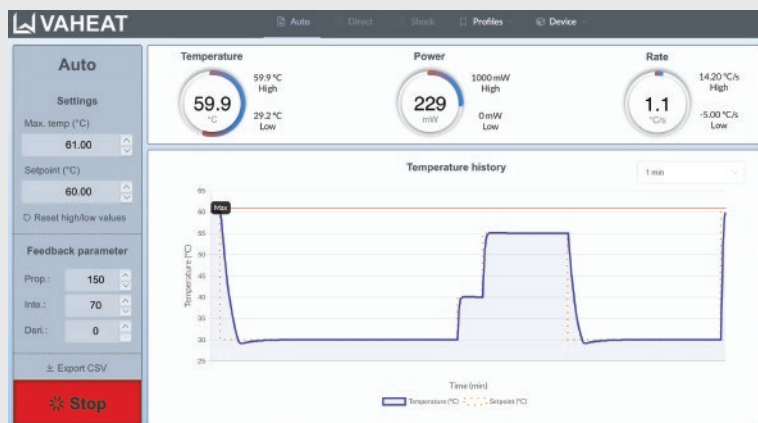 VAHEAT
Auto
Direct
Shock
Profiles
Device
Auto
Settings
Max. temp (°C)
61.00
Setpoint (°C)
60.00
Reset high/low values
Feedback parameter
Prop.:
150
Inte.:
70
Deri.:
0
Export CSV
Stop
Temperature
59.9
°C
59.9 °C
High
29.2 °C
Low
Power
229
mW
1000 mW
High
0 mW
Low
Rate
1.1
°C/s
14.20 °C/s
High
-5.00 °C/s
Low
Temperature history
1 min
Temperature (°C)
65
60
55
50
45
40
35
30
25
Max
Time (min)
Temperature (°C)
Setpoint (°C)